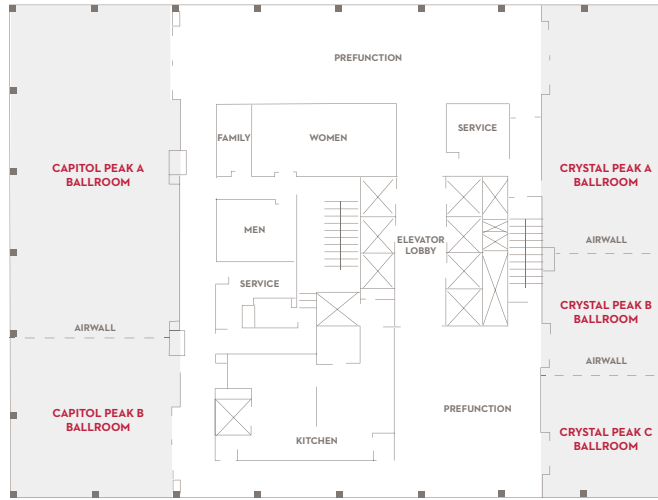 PREFUNCTION
SERVICE
FAMILY
WOMEN
CAPITOL PEAK A
BALLROOM
CRYSTAL PEAK A
BALLROOM
MEN
ELEVATOR
LOBBY
AIRWALL
SERVICE
CRYSTAL PEAK B
BALLROOM
AIRWALL
AIRWALL
CAPITOL PEAK B
BALLROOM
PREFUNCTION
KITCHEN
CRYSTAL PEAK C
BALLROOM